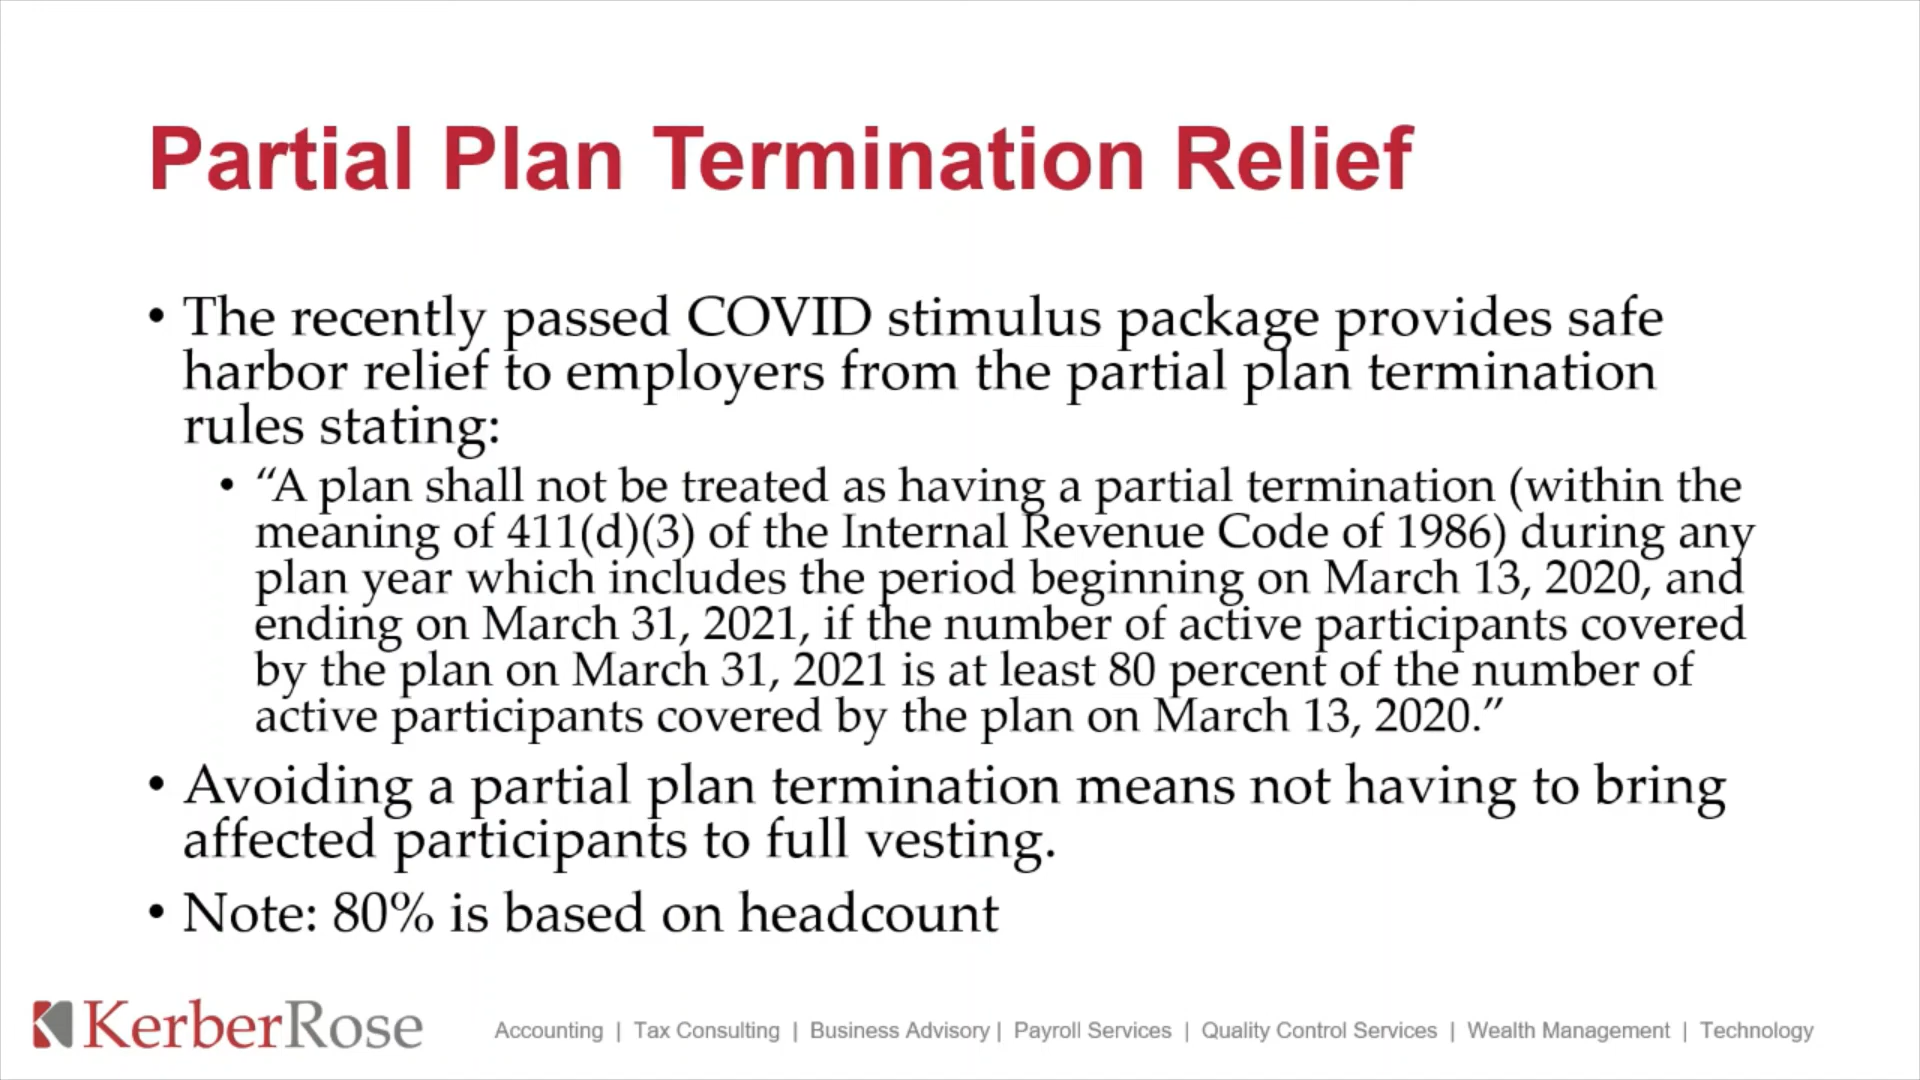 Partial Plan Termination Relief
• The recently passed COVID stimulus package provides safe
harbor relief to employers from the partial plan termination
rules stating:
• “A plan shall not be treated as having a partial termination (within the
meaning of 411(d)(3) of the Internal Revenue Code of 1986) during any
plan year which includes the period beginning on March 13, 2020, and
ending on March 31, 2021, if the number of active participants covered
by the plan on March 31, 2021 is at least 80 percent of the number of
active participants covered by the plan on March 13, 2020.”
• Avoiding a partial plan termination means not having to bring
affected participants to full vesting.
• Note: 80% is based on headcount
KerberRose
Accounting | Tax Consulting | Business Advisory | Payroll Services | Quality Control Services | Wealth Management | Technology